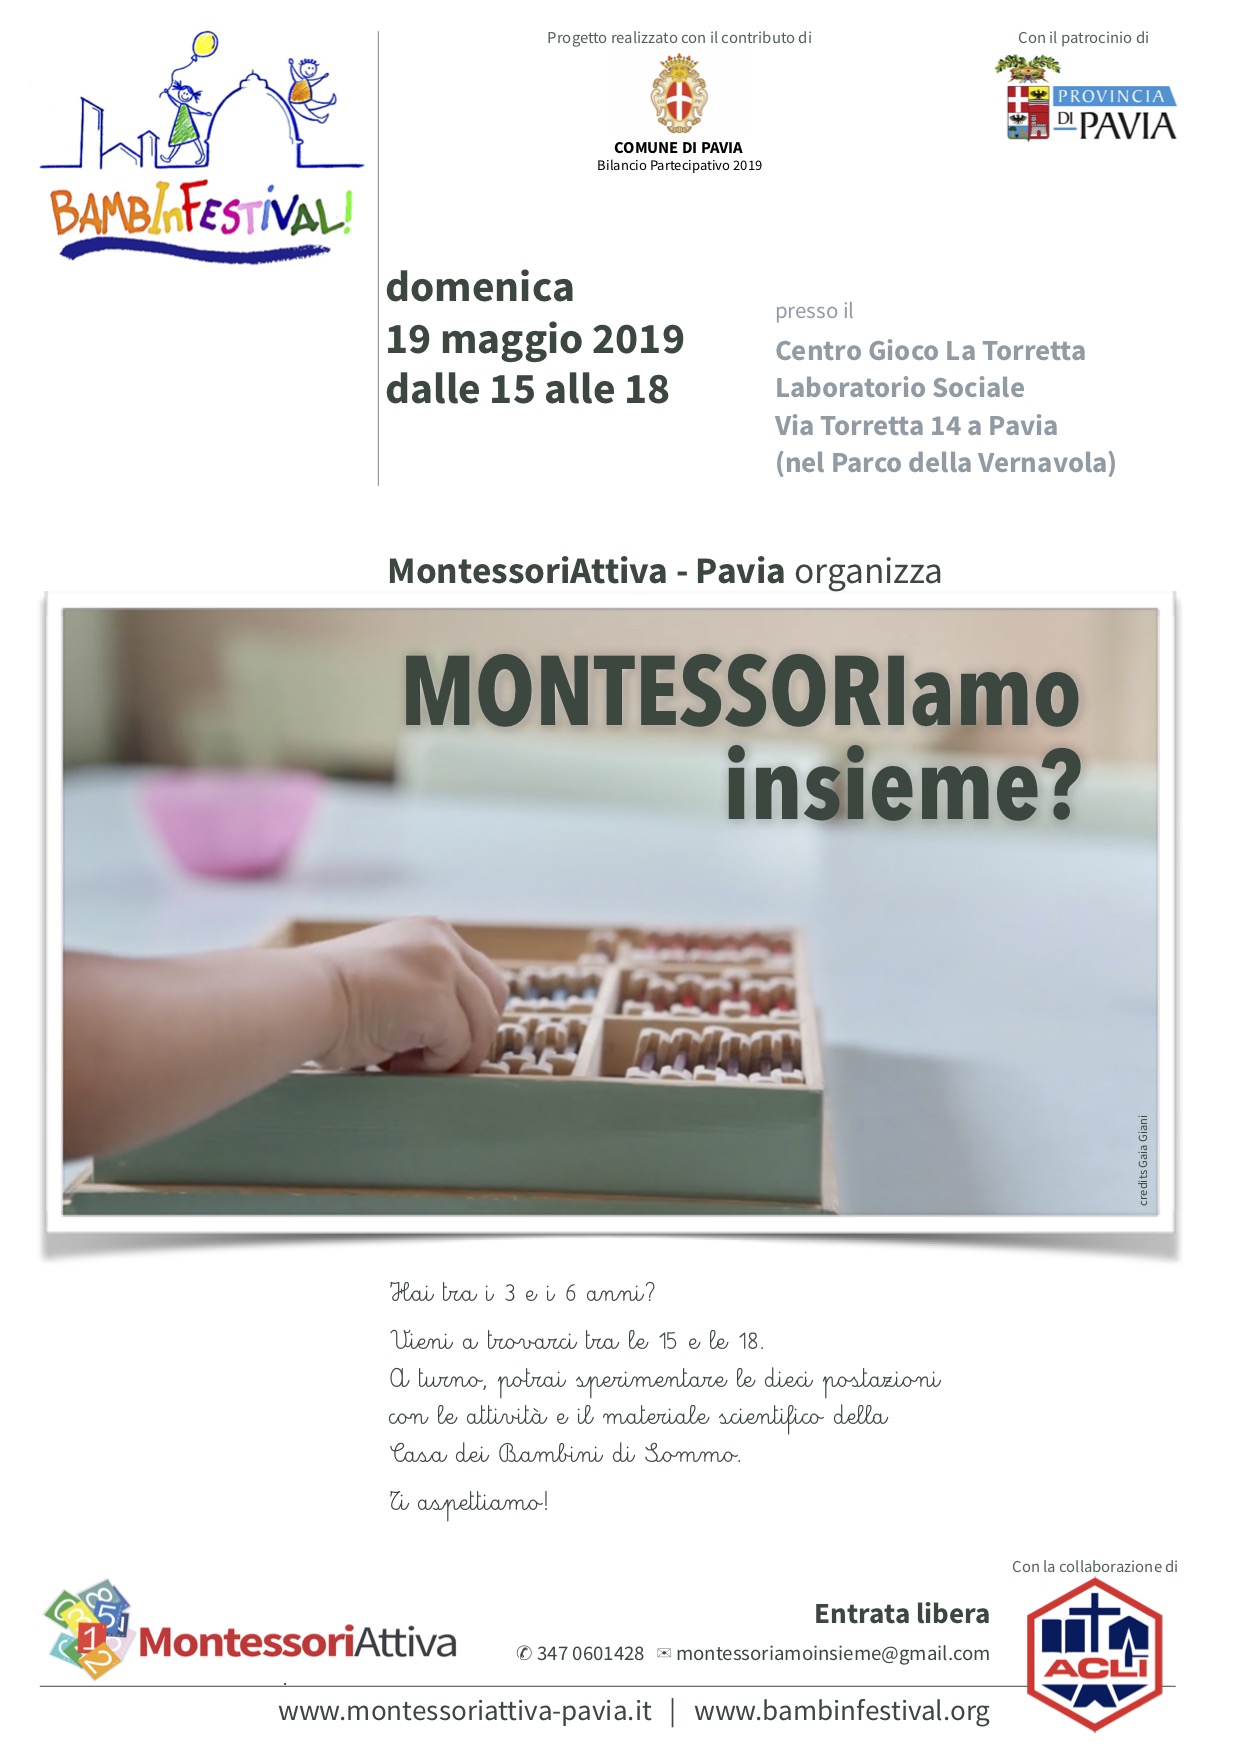 BAMBInFESTIVAL!
Progetto realizzato con il contributo di
COMUNE DI PAVIA
Bilancio Partecipativo 2019
Con il patrocinio di
PROVINCIA
DI PAVIA
domenica
19 maggio 2019
dalle 15 alle 18
presso il
Centro Gioco La Torretta
Laboratorio Sociale
Via Torretta 14 a Pavia
(nel Parco della Vernavola)
MontessoriAttiva - Pavia organizza
MONTESSORIamo
insieme?
credits Gaia Giani
Hai tra i 3 e i 6 anni?
Vieni a trovarci tra le 15 e le 18.
A turno, potrai sperimentare le dieci postazioni
con le attività e il materiale scientifico della
Casa dei Bambini di Sommo.
Ti aspettiamo!
Con la collaborazione di
ACLI
MontessoriAttiva
Entrata libera
✆ 347 0601428 ✉ montessoriamoinsieme@gmail.com
www.montessoriattiva-pavia.it | www.bambinfestival.org